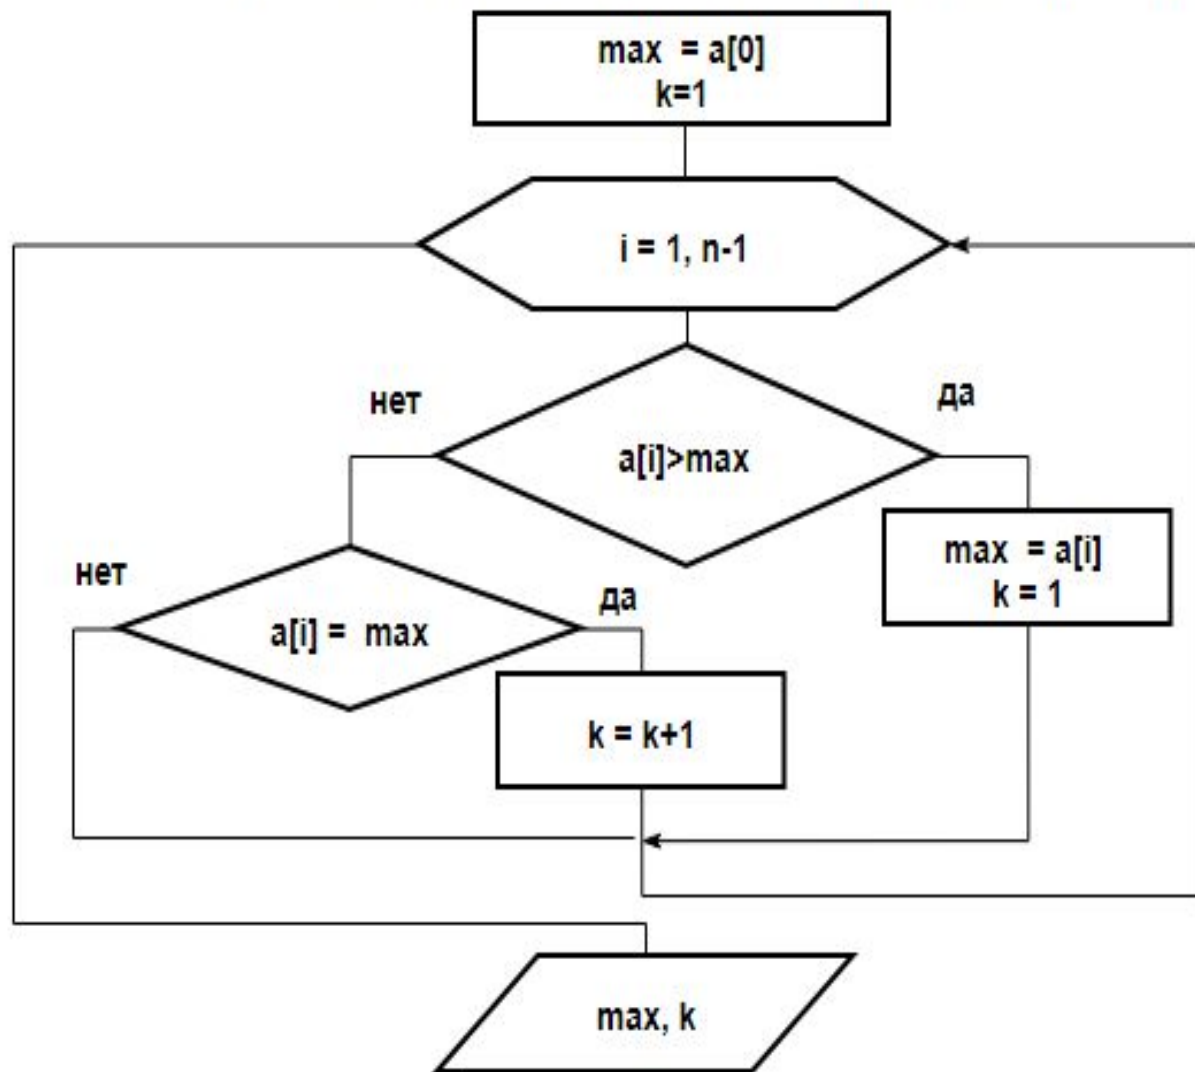 max = a[0]
k=1
i = 1, n-1
нет
да
a[i]>max
max = a[i]
k = 1
нет
да
a[i] = max
k = k+1
max, k